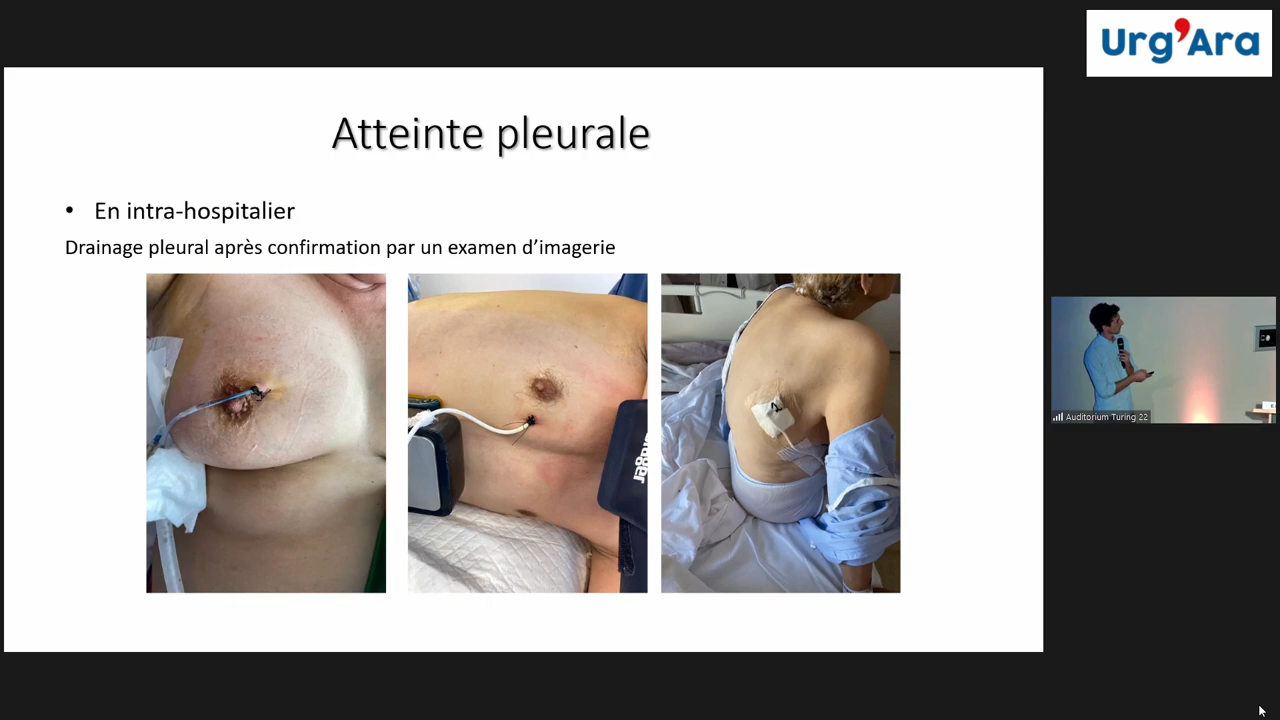 Urg'Ara
Atteinte pleurale
• En intra-hospitalier
Drainage pleural après confirmation par un examen d’imagerie
Auditorium Turing 22